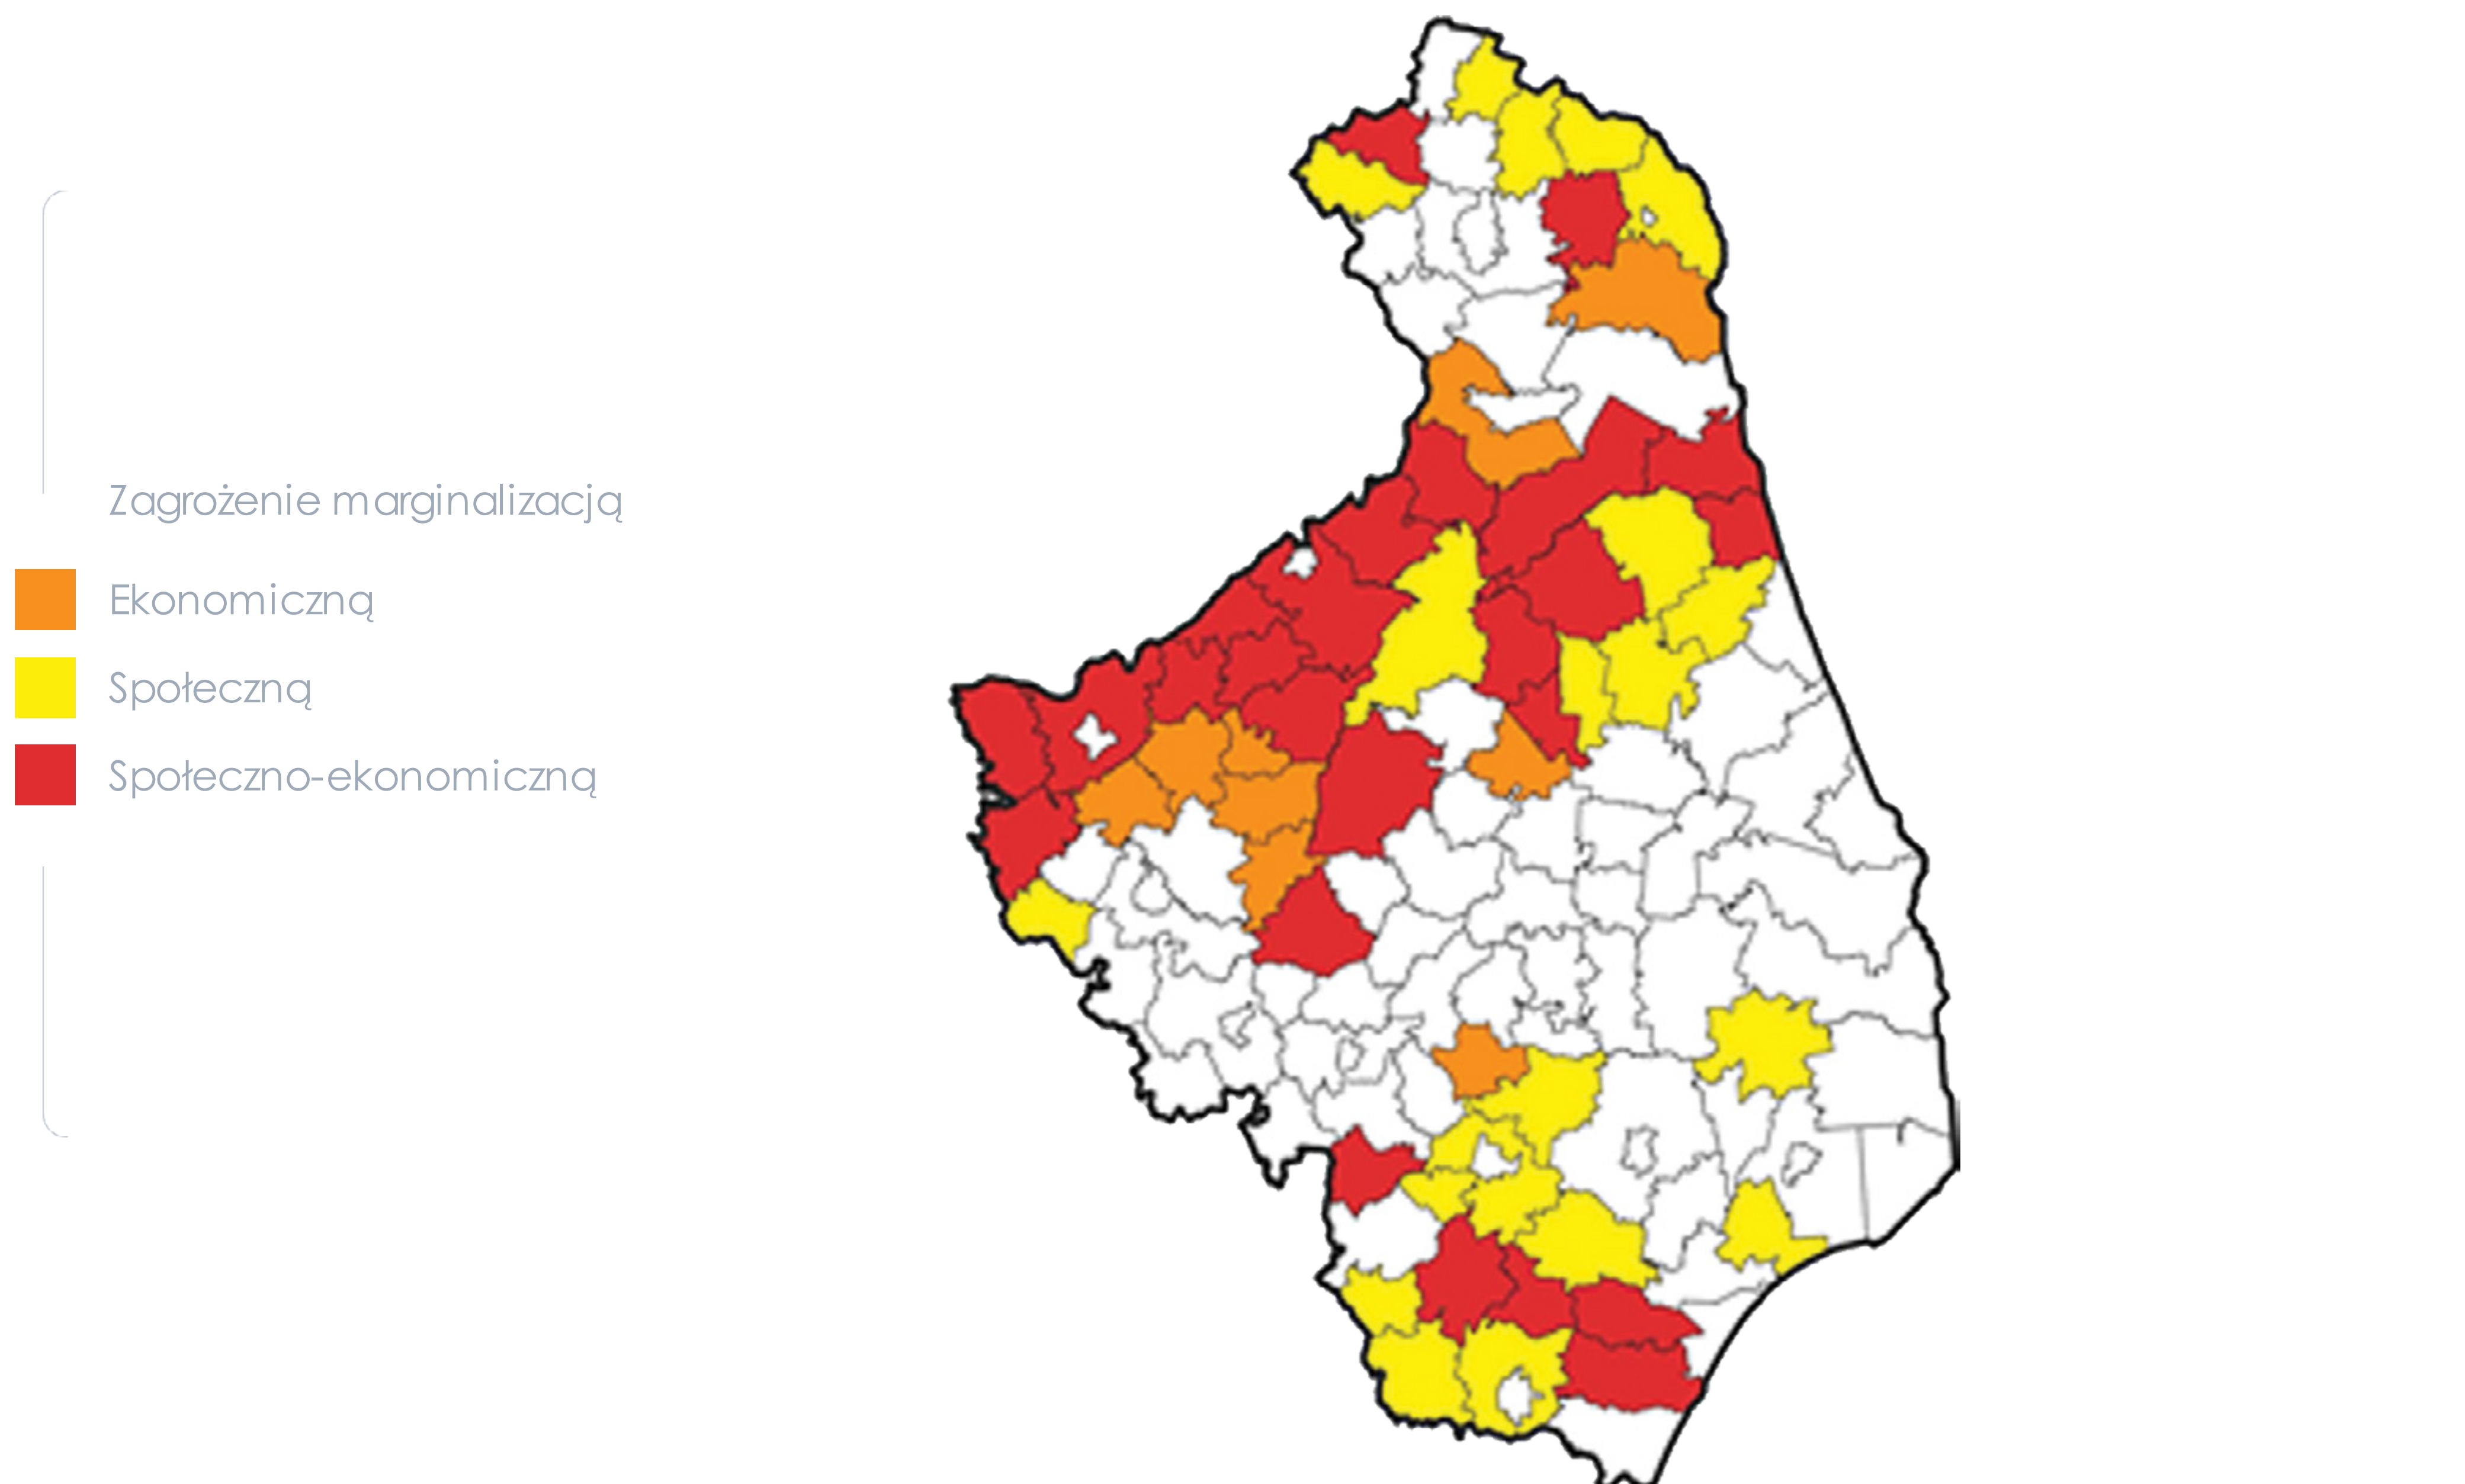 Zagrożenie marginalizacją
Ekonomiczną
Społeczną
Społeczno-ekonomiczną